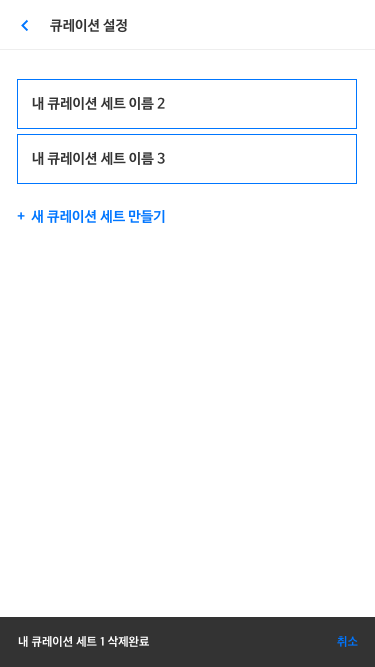 큐레이션 설정
내 큐레이션 세트 이름 2
내 큐레이션 세트 이름 3
+ 새 큐레이션 세트 만들기
내 큐레이션 세트 1 삭제완료
취소